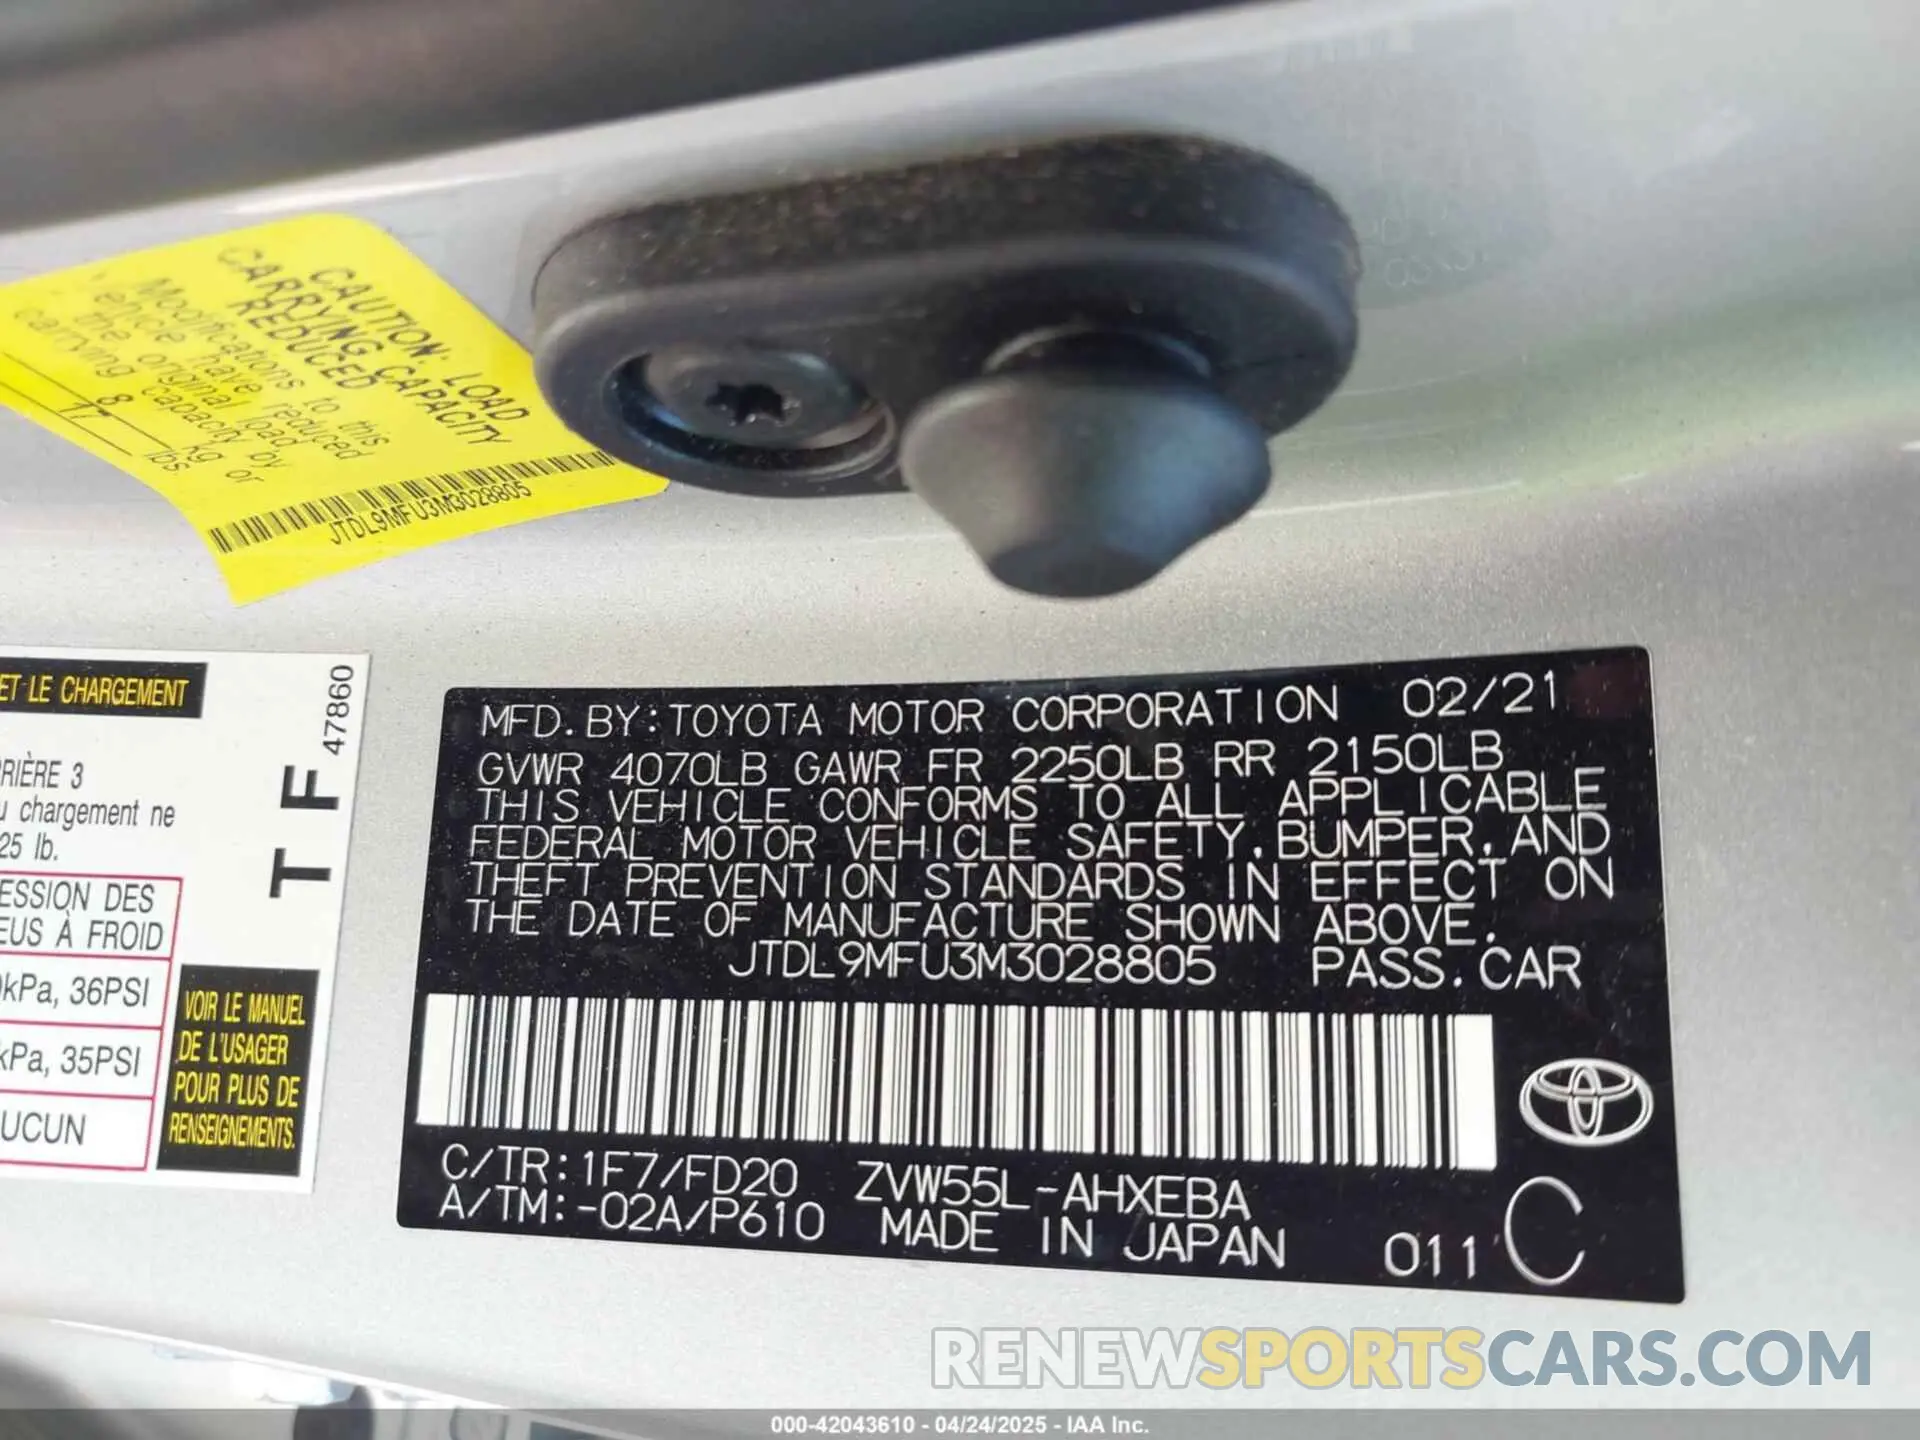 CAUTION: LOAD
CARRYING CAPACITY
REDUCED
Modifications to this
vehicle have reduced
the original load
carrying capacity by
8 kg or
17 lbs.
JTDL9MFU3M3028805
ET LE CHARGEMENT
47860
T F
RIÈRE 3
u chargement ne
25 lb.
ESSION DES
EUS À FROID
kPa, 36PSI
kPa, 35PSI
UCUN
VOIR LE MANUEL
DE L'USAGER
POUR PLUS DE
RENSEIGNEMENTS.
MFD. BY: TOYOTA MOTOR CORPORATION 02/21
GVWR 4070LB GAWR FR 2250LB RR 2150LB
THIS VEHICLE CONFORMS TO ALL APPLICABLE
FEDERAL MOTOR VEHICLE SAFETY, BUMPER, AND
THEFT PREVENTION STANDARDS IN EFFECT ON
THE DATE OF MANUFACTURE SHOWN ABOVE.
JTDL9MFU3M3028805 PASS. CAR
C/TR: 1F7/FD20 ZVW55L-AHXEBA
A/TM: -02A/P610 MADE IN JAPAN 011 C
RENEWSPORTSCARS.COM
000-42043610 - 04/24/2025 - IAA Inc.